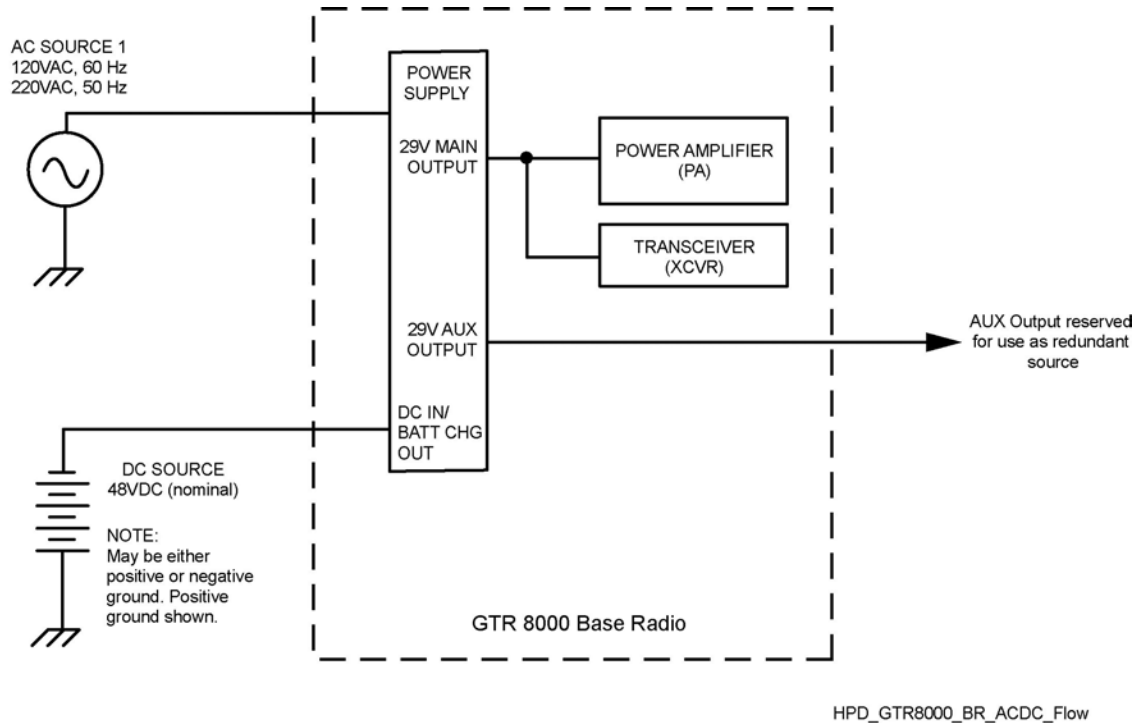 AC SOURCE 1
120VAC, 60 Hz
220VAC, 50 Hz
POWER
SUPPLY
29V MAIN
OUTPUT
POWER AMPLIFIER
(PA)
TRANSCEIVER
(XCVR)
29V AUX
OUTPUT
AUX Output reserved
for use as redundant
source
DC IN/
BATT CHG
OUT
DC SOURCE
48VDC (nominal)
NOTE:
May be either
positive or negative
ground. Positive
ground shown.
GTR 8000 Base Radio
HPD_GTR8000_BR_ACDC_Flow